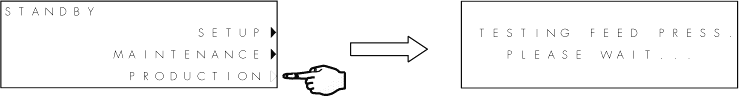 STANDBY
SETUP
MAINTENANCE
PRODUCTION
TESTING FEED PRESS.
PLEASE WAIT...